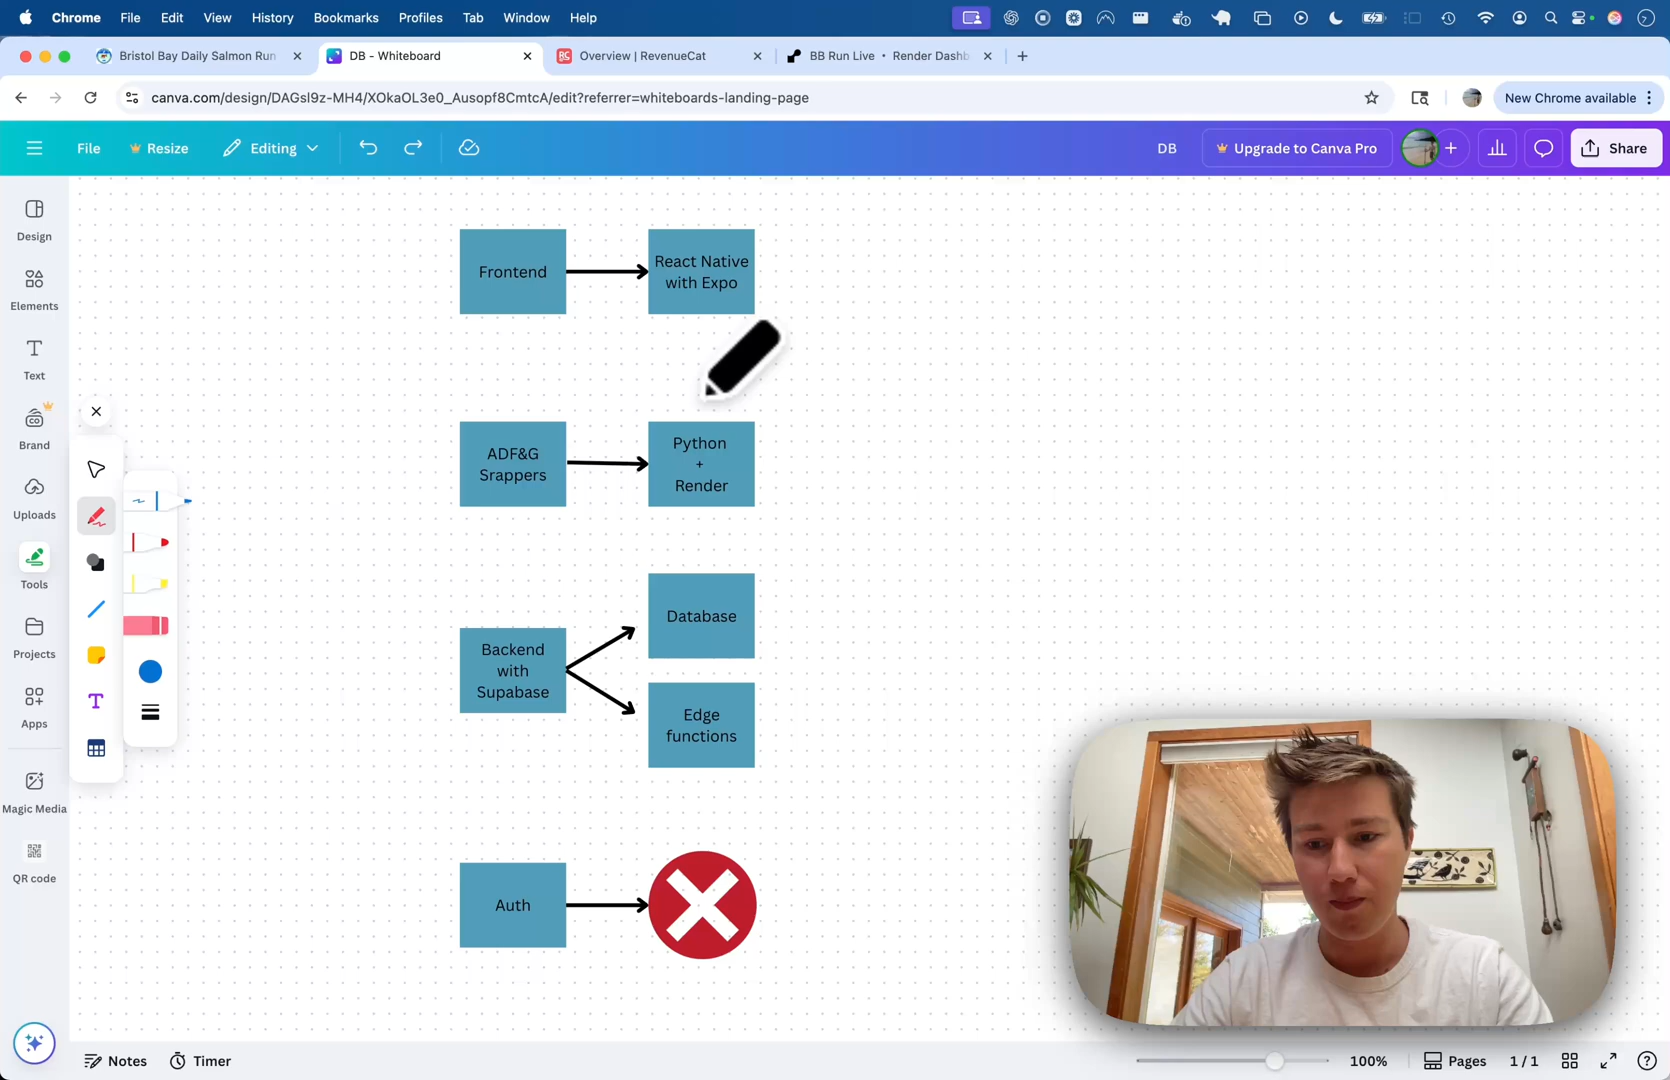 Chrome File Edit View History Bookmarks Profiles Tab Window Help
Bristol Bay Daily Salmon Run
DB - Whiteboard
RC Overview | RevenueCat
BB Run Live • Render Dashb
canva.com/design/DAGsl9z-MH4/XOkaOL3e0_Ausopf8CmtcA/edit?referrer=whiteboards-landing-page
New Chrome available
File
Resize
Editing
DB
Upgrade to Canva Pro
Share
Design
Elements
T
Text
CO
Brand
Uploads
Tools
Projects
Apps
Magic Media
QR code
T
Frontend
React Native
with Expo
ADF&G
Srappers
Python
+
Render
Backend
with
Supabase
Database
Edge
functions
Auth
Notes
Timer
100%
Pages
1 / 1